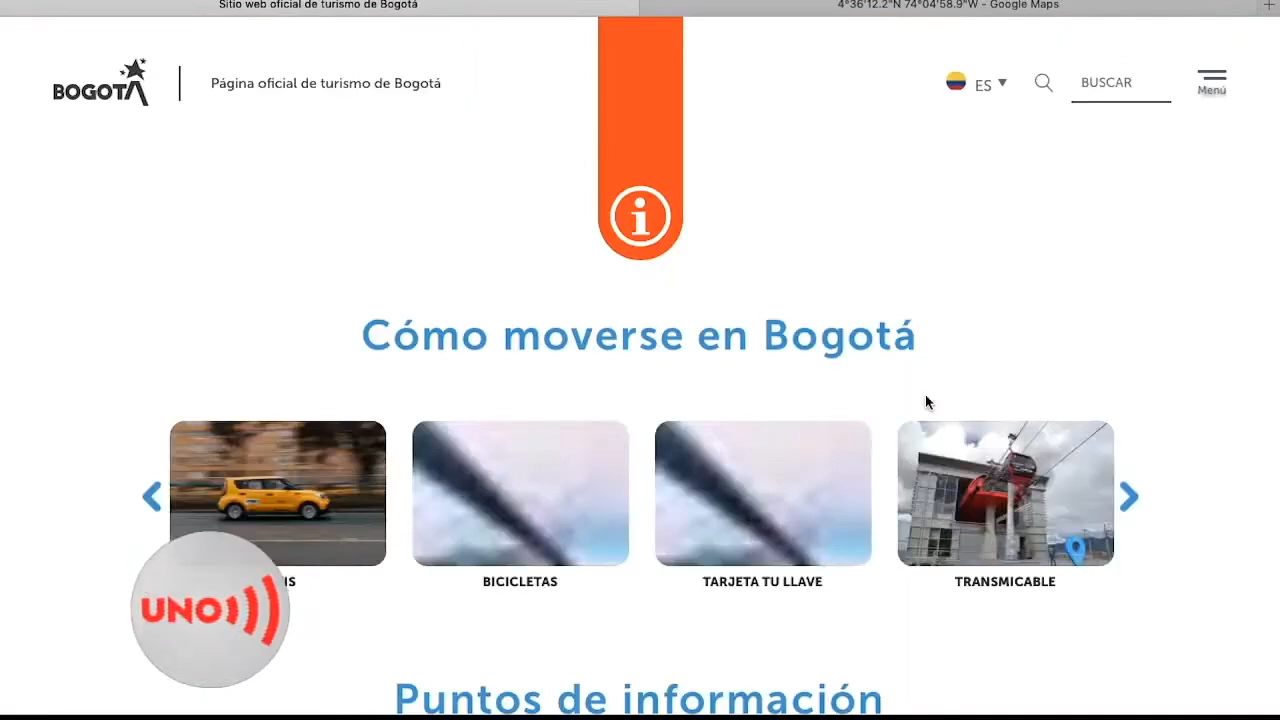 Sitio web oficial de turismo de Bogotá
4°36'12.2"N 74°04'58.9"W - Google Maps
BOGOTÁ
Página oficial de turismo de Bogotá
ES
BUSCAR
Menú
Cómo moverse en Bogotá
BICICLETAS
TARJETA TU LLAVE
TRANSMICABLE
UNO
Puntos de información